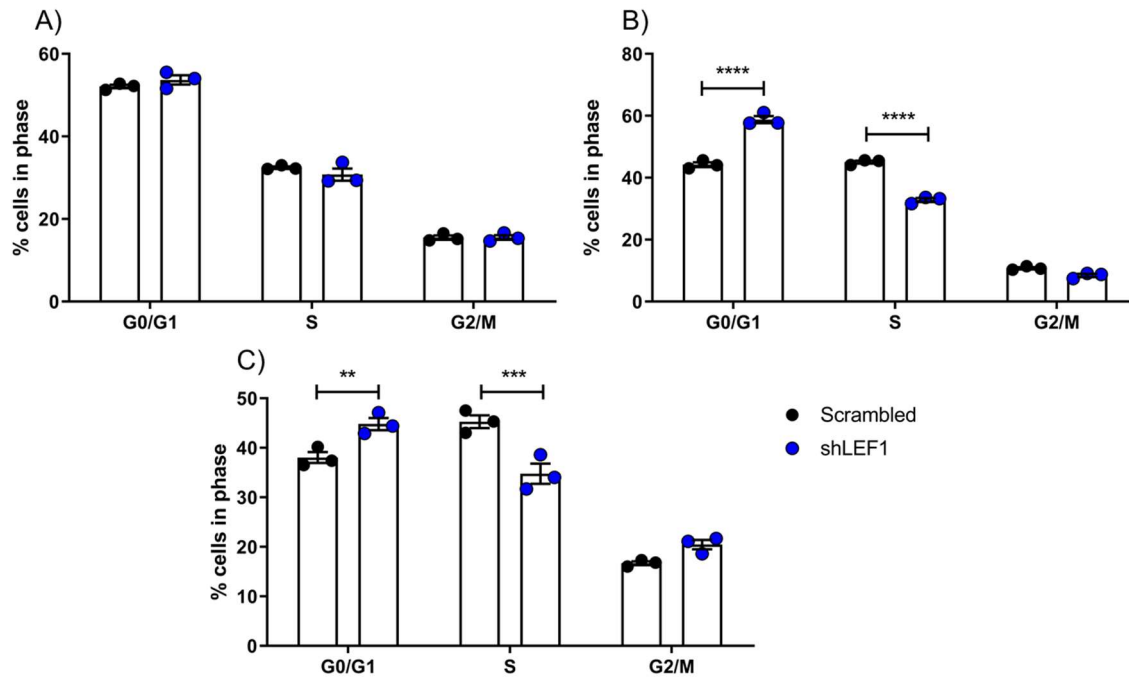 A)
60
40
20
0
% cells in phase
G0/G1 S G2/M
B)
80
60
40
20
0
% cells in phase
**** ****
G0/G1 S G2/M
C)
50
40
30
20
10
0
% cells in phase
** ***
G0/G1 S G2/M
Scrambled
shLEF1